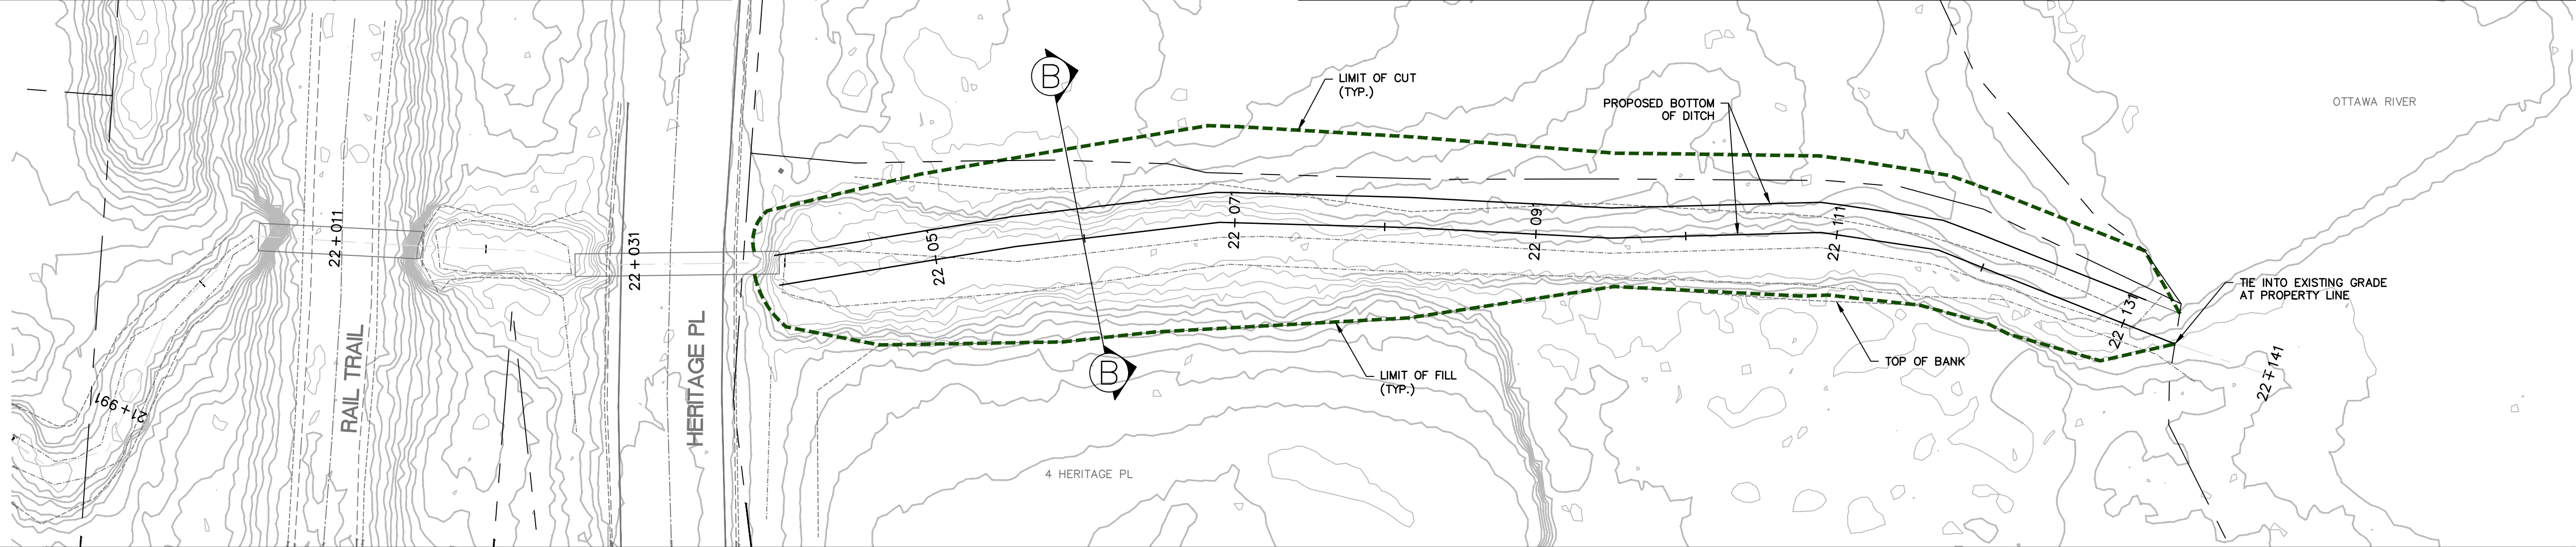 B
LIMIT OF CUT
(TYP.)
PROPOSED BOTTOM
OF DITCH
OTTAWA RIVER
22+011
22+031
22+05
22+07
22+09
22+111
22+131
22+141
21+991
TIE INTO EXISTING GRADE
AT PROPERTY LINE
RAIL TRAIL
HERITAGE PL
B
LIMIT OF FILL
(TYP.)
TOP OF BANK
4 HERITAGE PL